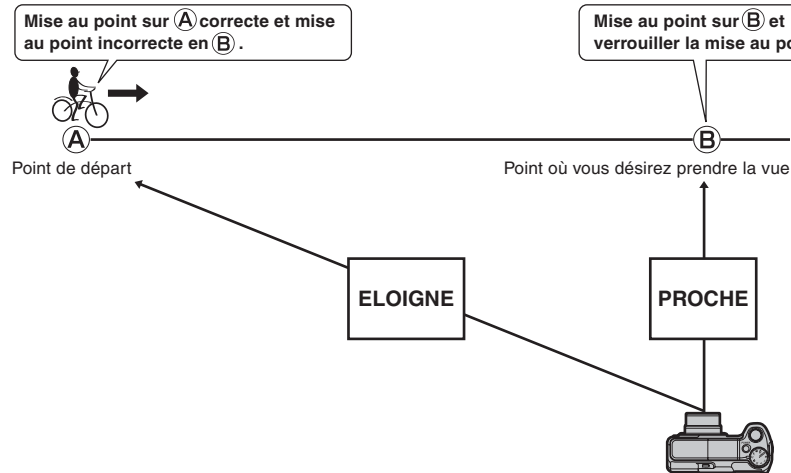 Mise au point sur Ⓐ correcte et mise
au point incorrecte en Ⓑ .
Mise au point sur Ⓑ et
verrouiller la mise au
Ⓐ
Ⓑ
Point de départ
Point où vous désirez prendre la vue
ELOIGNE
PROCHE